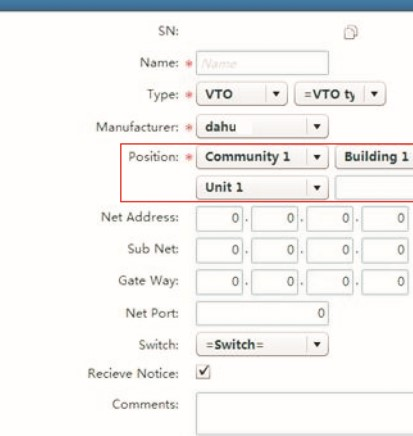 SN:
Name: * Name
Type: * VTO =VTO ty
Manufacturer: * dahu
Position: * Community 1 Building 1
Unit 1
Net Address: 0 . 0 . 0 . 0
Sub Net: 0 . 0 . 0 . 0
Gate Way: 0 . 0 . 0 . 0
Net Port: 0
Switch: =Switch=
Recieve Notice:
Comments: